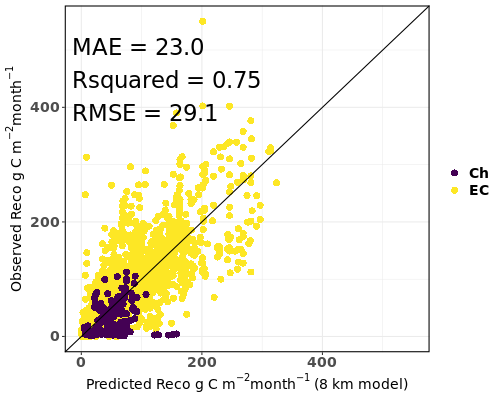 MAE = 23.0
Rsquared = 0.75
RMSE = 29.1
Observed Reco g C m⁻²month⁻¹
400
200
0
0 200 400
Predicted Reco g C m⁻²month⁻¹ (8 km model)
Ch
EC